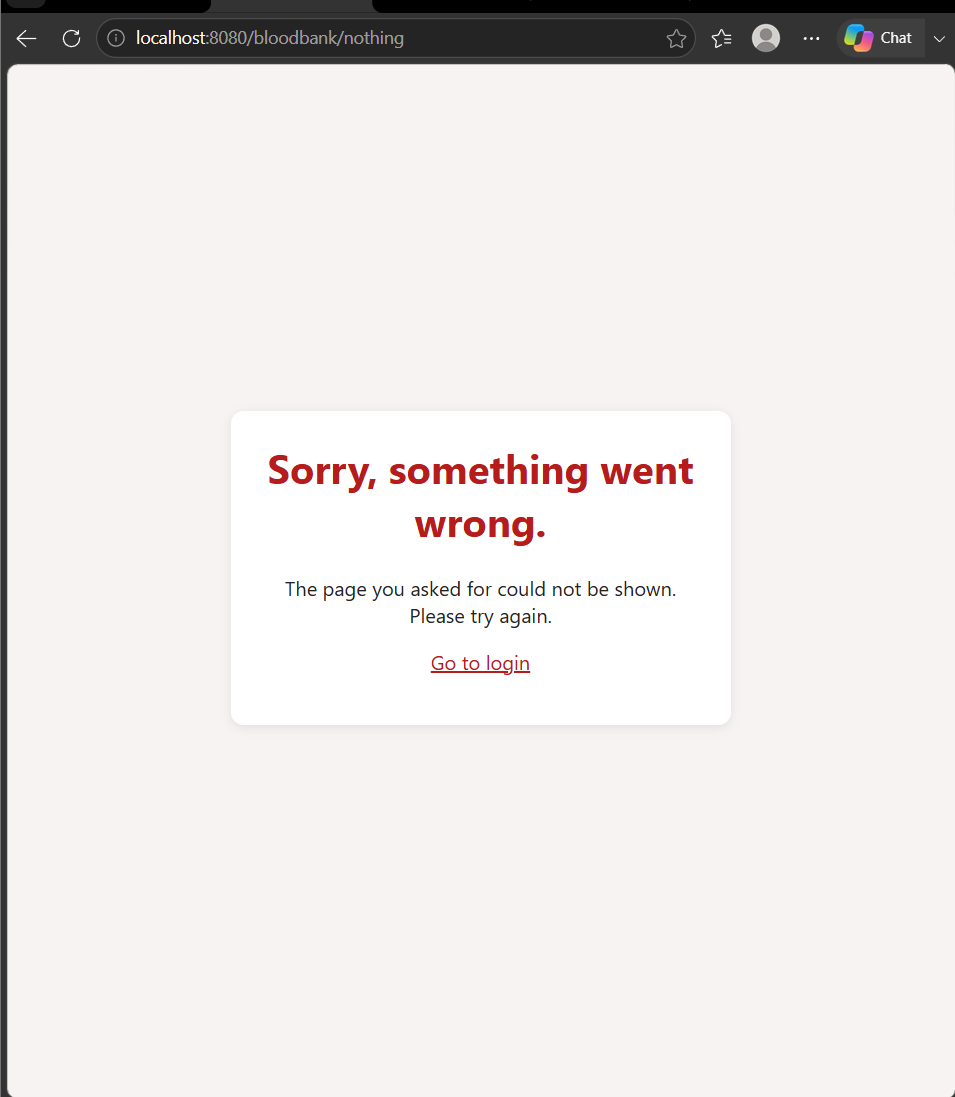 localhost:8080/bloodbank/nothing
Chat
Sorry, something went
wrong.
The page you asked for could not be shown.
Please try again.
Go to login